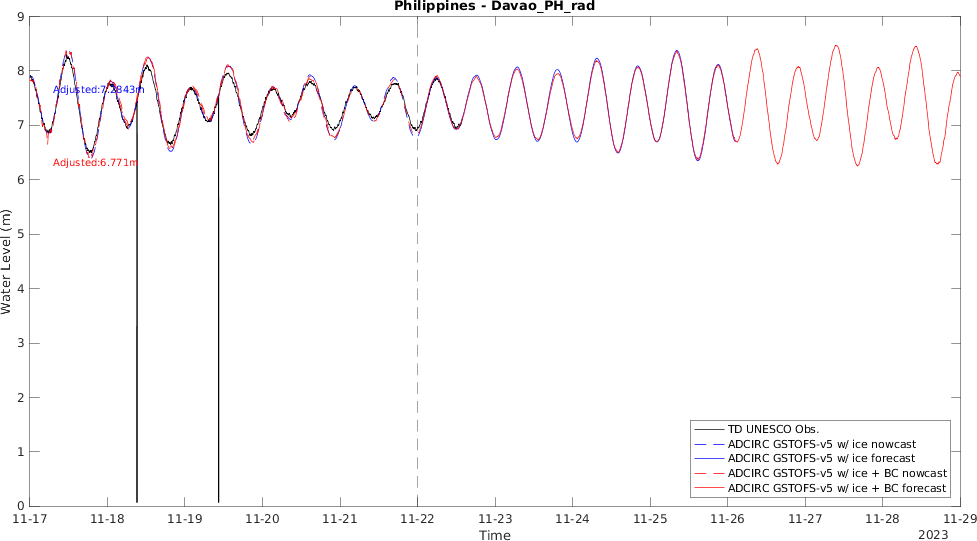 Philippines - Davao_PH_rad
9
8
7
6
5
4
3
2
1
0
Water Level (m)
Adjusted:7.2843m
Adjusted:6.771m
TD UNESCO Obs.
ADCIRC GSTOFS-v5 w/ ice nowcast
ADCIRC GSTOFS-v5 w/ ice forecast
ADCIRC GSTOFS-v5 w/ ice + BC nowcast
ADCIRC GSTOFS-v5 w/ ice + BC forecast
11-17 11-18 11-19 11-20 11-21 11-22 11-23 11-24 11-25 11-26 11-27 11-28 11-29
Time
2023